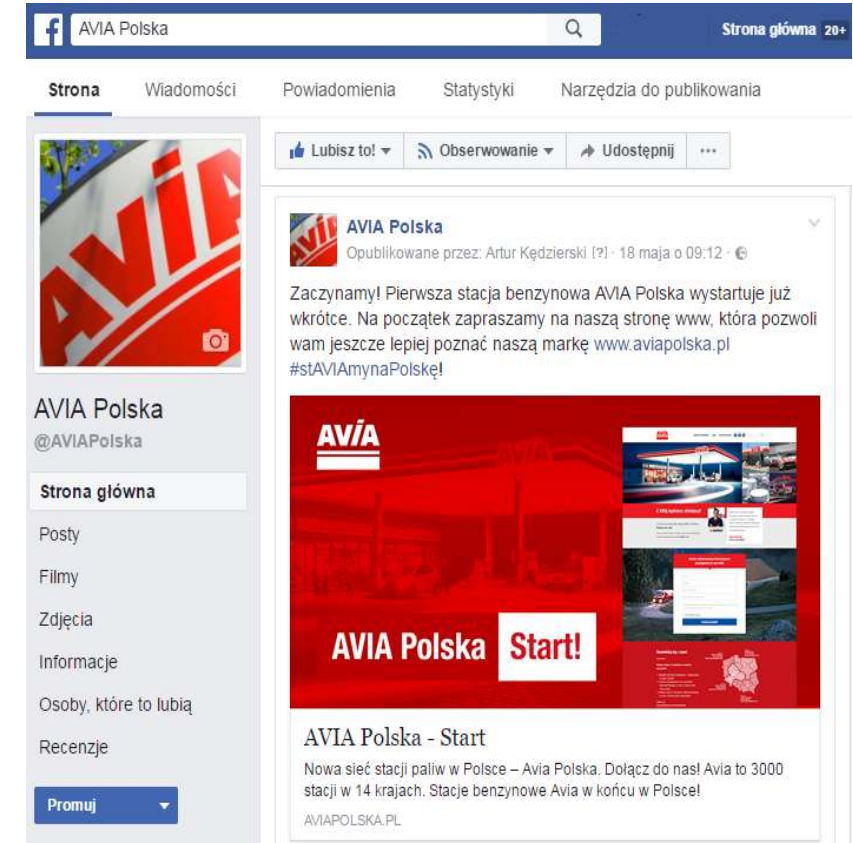 AVIA Polska
Strona główna 20+
Strona
Wiadomości
Powiadomienia
Statystyki
Narzędzia do publikowania
Lubisz to!
Obserwowanie
Udostępnij
AVIA
AVIA Polska
@AVIAPolska
Strona główna
Posty
Filmy
Zdjęcia
Informacje
Osoby, które to lubią
Recenzje
Promuj
AVIA Polska
Opublikowane przez: Artur Kędzierski [?] · 18 maja o 09:12 ·
Zaczynamy! Pierwsza stacja benzynowa AVIA Polska wystartuje już
wkrótce. Na początek zapraszamy na naszą stronę www, która pozwoli
wam jeszcze lepiej poznać naszą markę www.aviapolska.pl
#stAVIAmynaPolskę!
AVIA
AVIA
AVIA Polska Start!
AVIA Polska - Start
Nowa sieć stacji paliw w Polsce – Avia Polska. Dołącz do nas! Avia to 3000
stacji w 14 krajach. Stacje benzynowe Avia w końcu w Polsce!
AVIAPOLSKA.PL